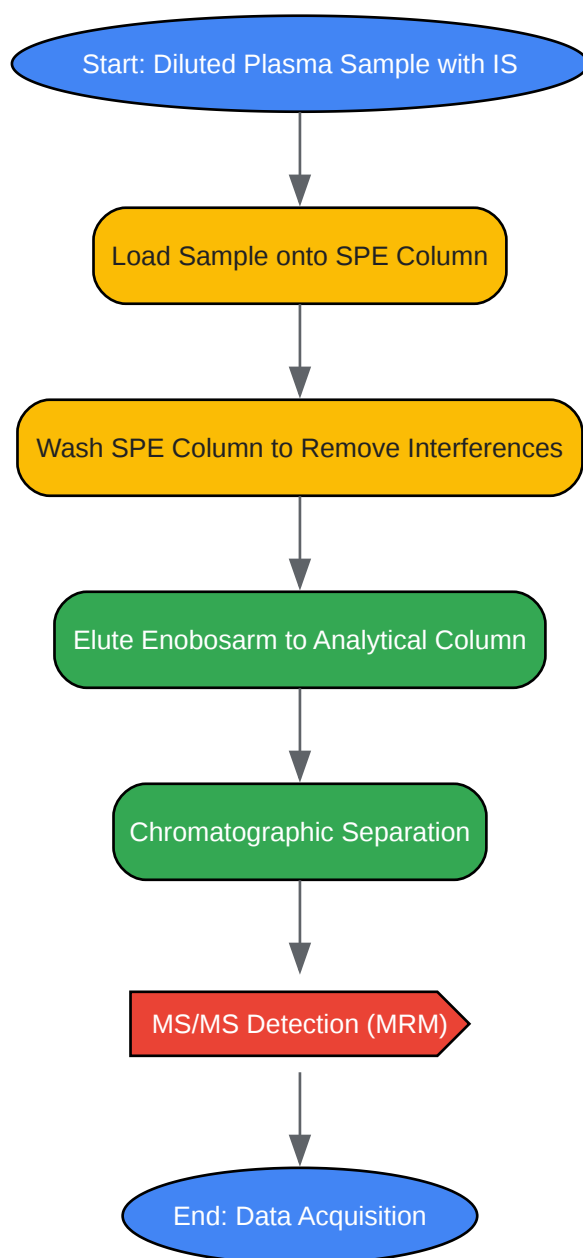 Start: Diluted Plasma Sample with IS
Load Sample onto SPE Column
Wash SPE Column to Remove Interferences
Elute Enobosarm to Analytical Column
Chromatographic Separation
MS/MS Detection (MRM)
End: Data Acquisition